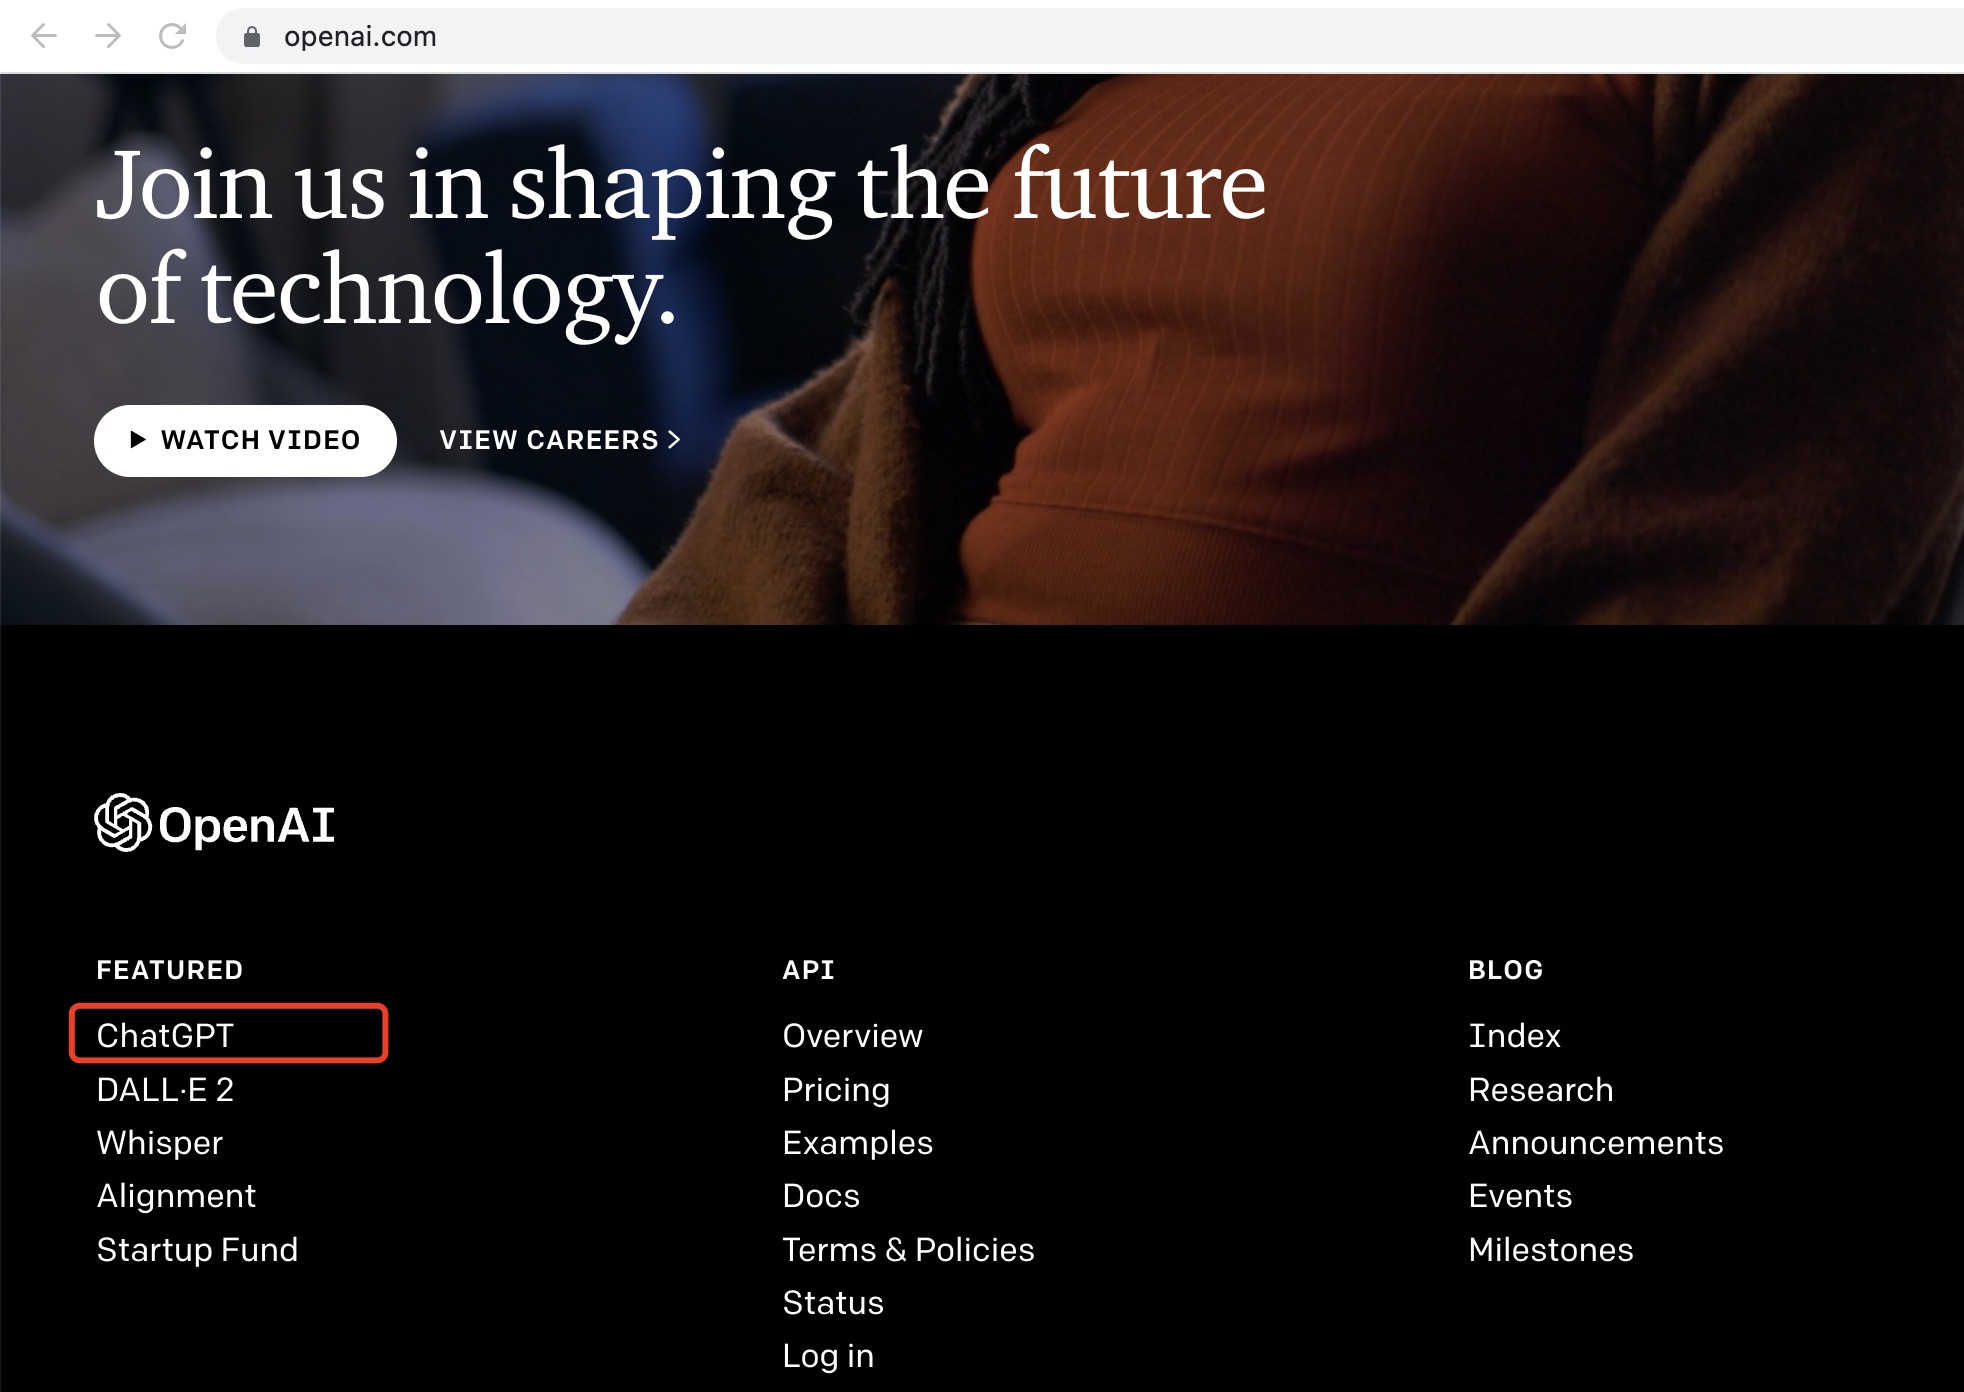 openai.com
Join us in shaping the future
of technology.
WATCH VIDEO
VIEW CAREERS >
OpenAI
FEATURED
ChatGPT
DALL·E 2
Whisper
Alignment
Startup Fund
API
Overview
Pricing
Examples
Docs
Terms & Policies
Status
Log in
BLOG
Index
Research
Announcements
Events
Milestones